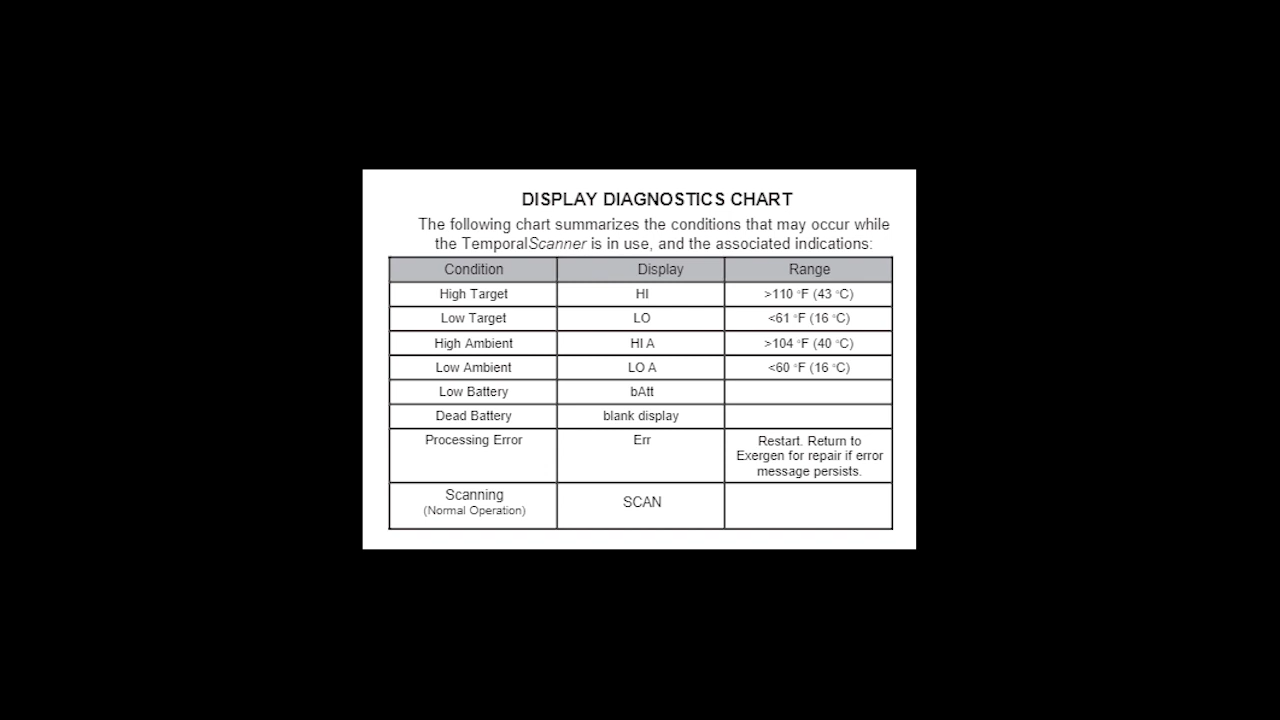 DISPLAY DIAGNOSTICS CHART
The following chart summarizes the conditions that may occur while
the TemporalScanner is in use, and the associated indications:
Condition Display Range
High Target HI >110 °F (43 °C)
Low Target LO <61 °F (16 °C)
High Ambient HI A >104 °F (40 °C)
Low Ambient LO A <60 °F (16 °C)
Low Battery bAtt
Dead Battery blank display
Processing Error Err Restart. Return to
Exergen for repair if error
message persists.
Scanning
(Normal Operation)
SCAN